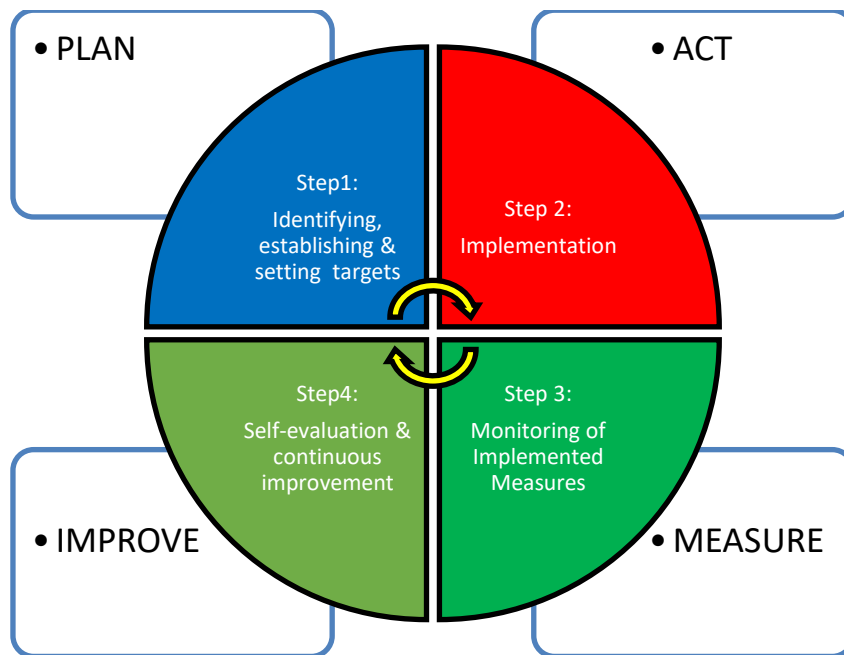 • PLAN
• ACT
Step1:
Identifying,
establishing &
setting targets
Step 2:
Implementation
Step4:
Self-evaluation &
continuous
improvement
Step 3:
Monitoring of
Implemented
Measures
• IMPROVE
• MEASURE